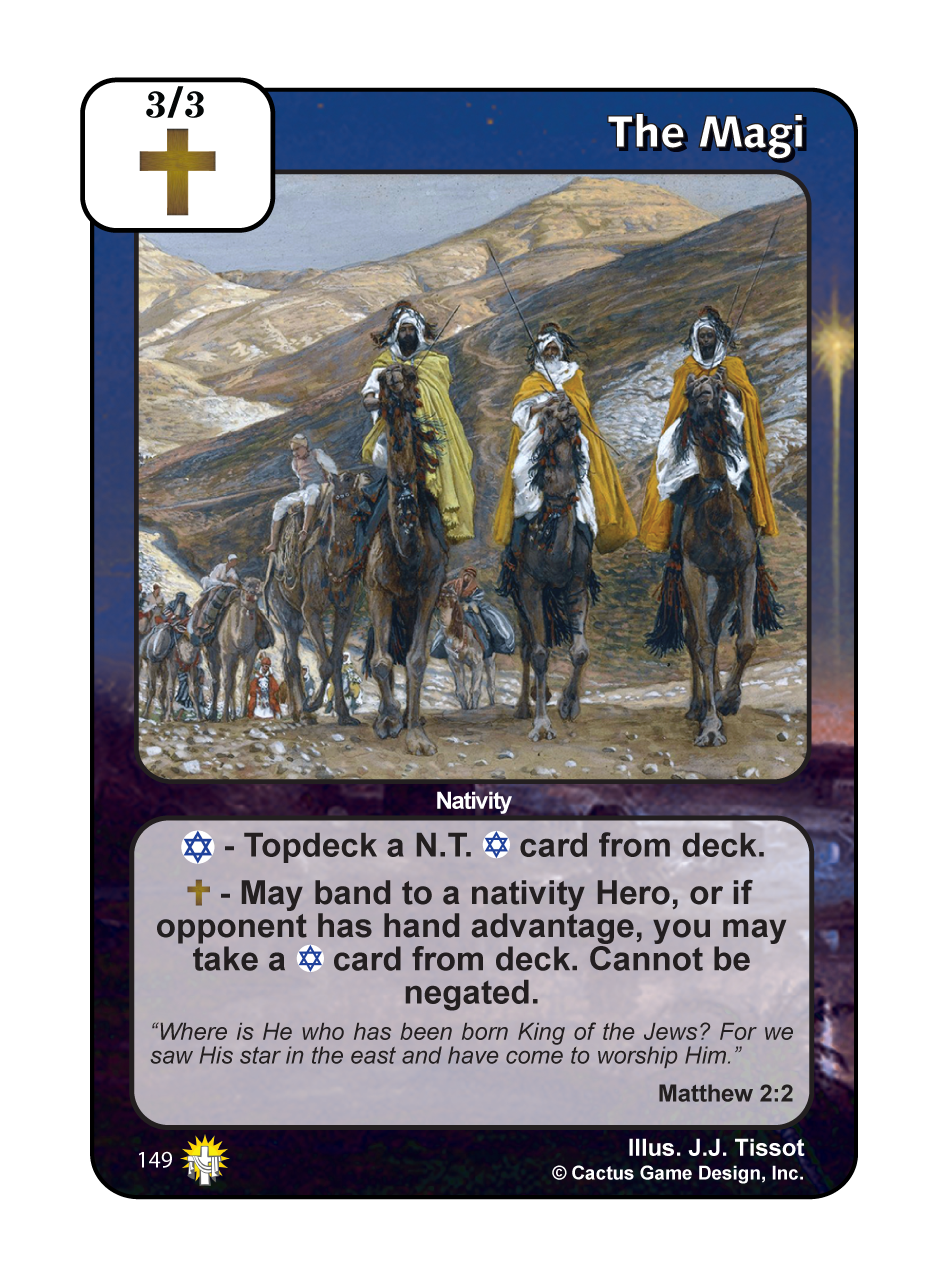 3/3
The Magi
Nativity
- Topdeck a N.T. card from deck.
- May band to a nativity Hero, or if
opponent has hand advantage, you may
take a card from deck. Cannot be
negated.
“Where is He who has been born King of the Jews? For we
saw His star in the east and have come to worship Him.”
Matthew 2:2
149
Illus. J.J. Tissot
© Cactus Game Design, Inc.